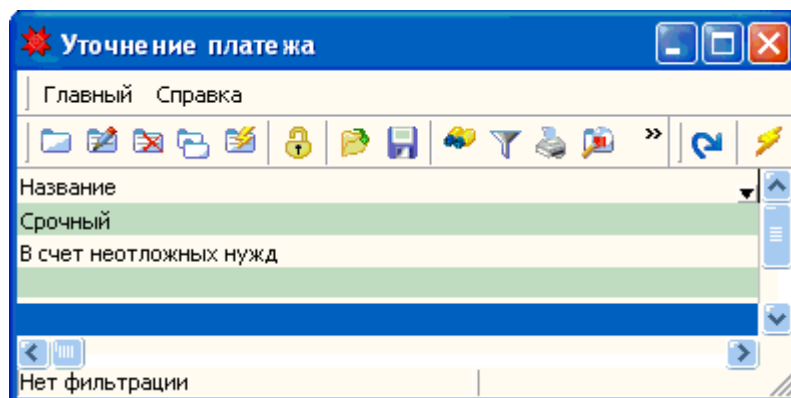 Уточнение платежа
Главный Справка
»
Название
Срочный
В счет неотложных нужд
Нет фильтрации